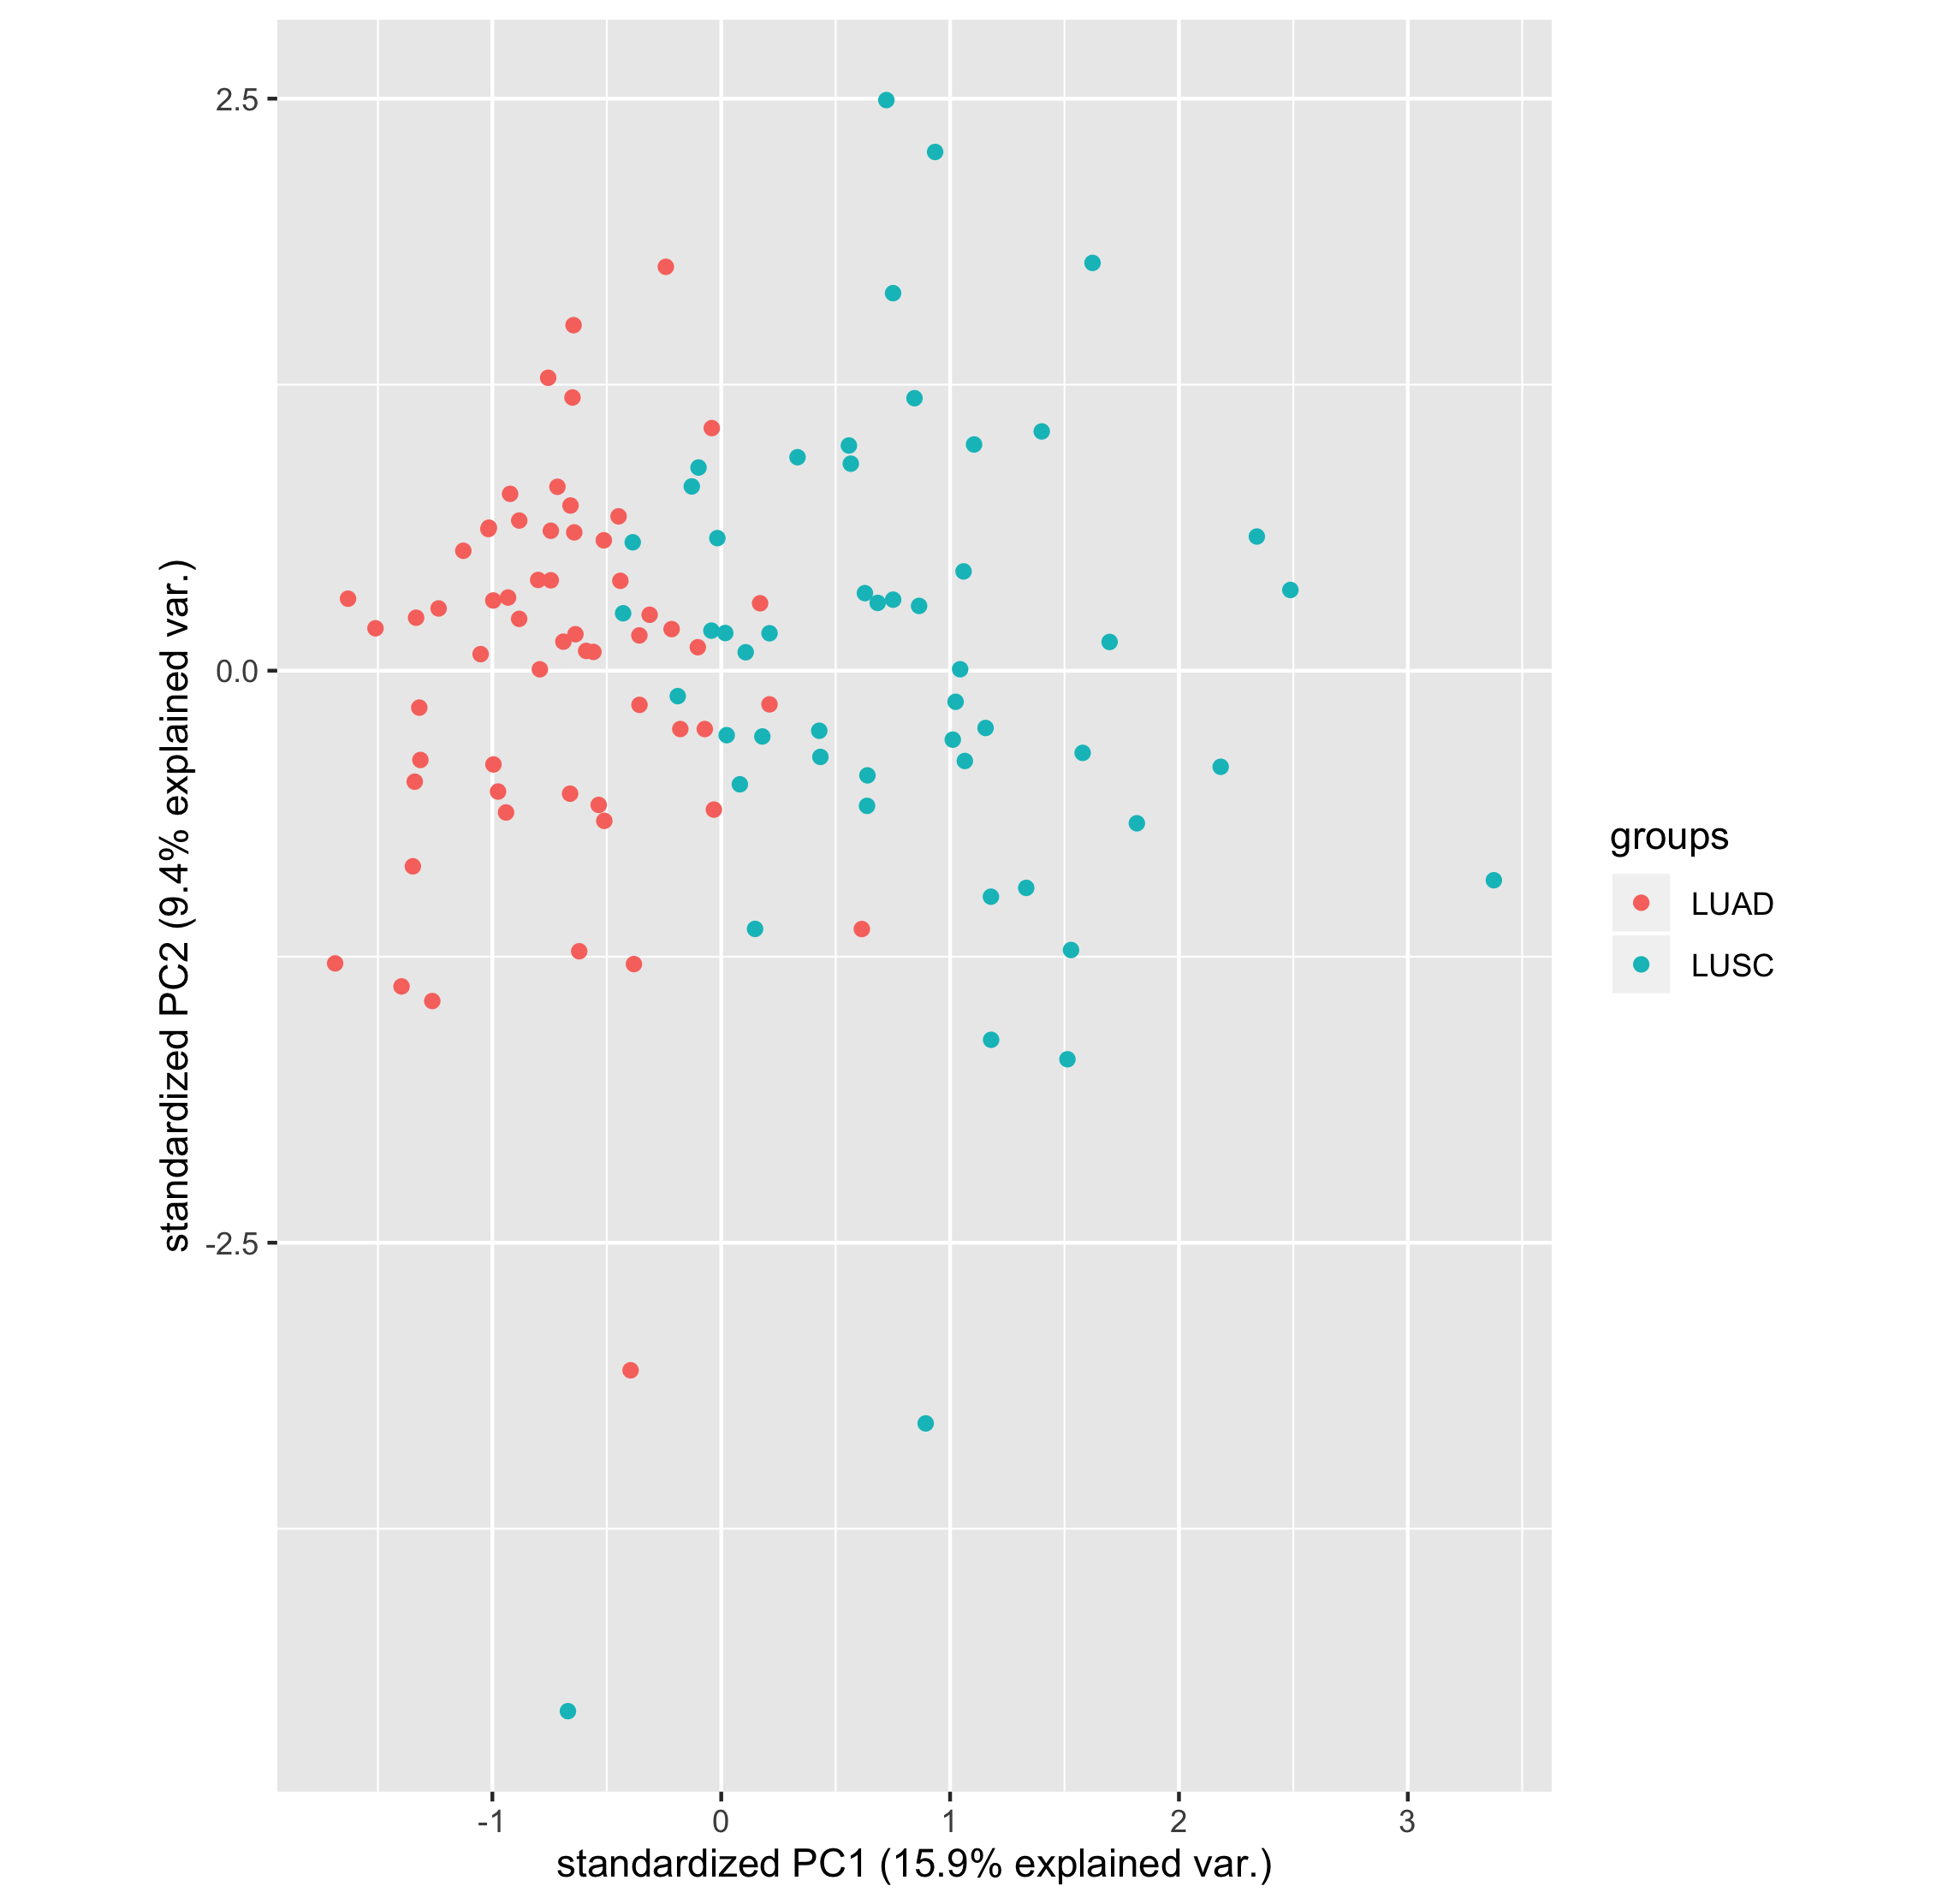 standardized PC2 (9.4% explained var.)
2.5
0.0
-2.5
-1 0 1 2 3
standardized PC1 (15.9% explained var.)
groups
LUAD
LUSC